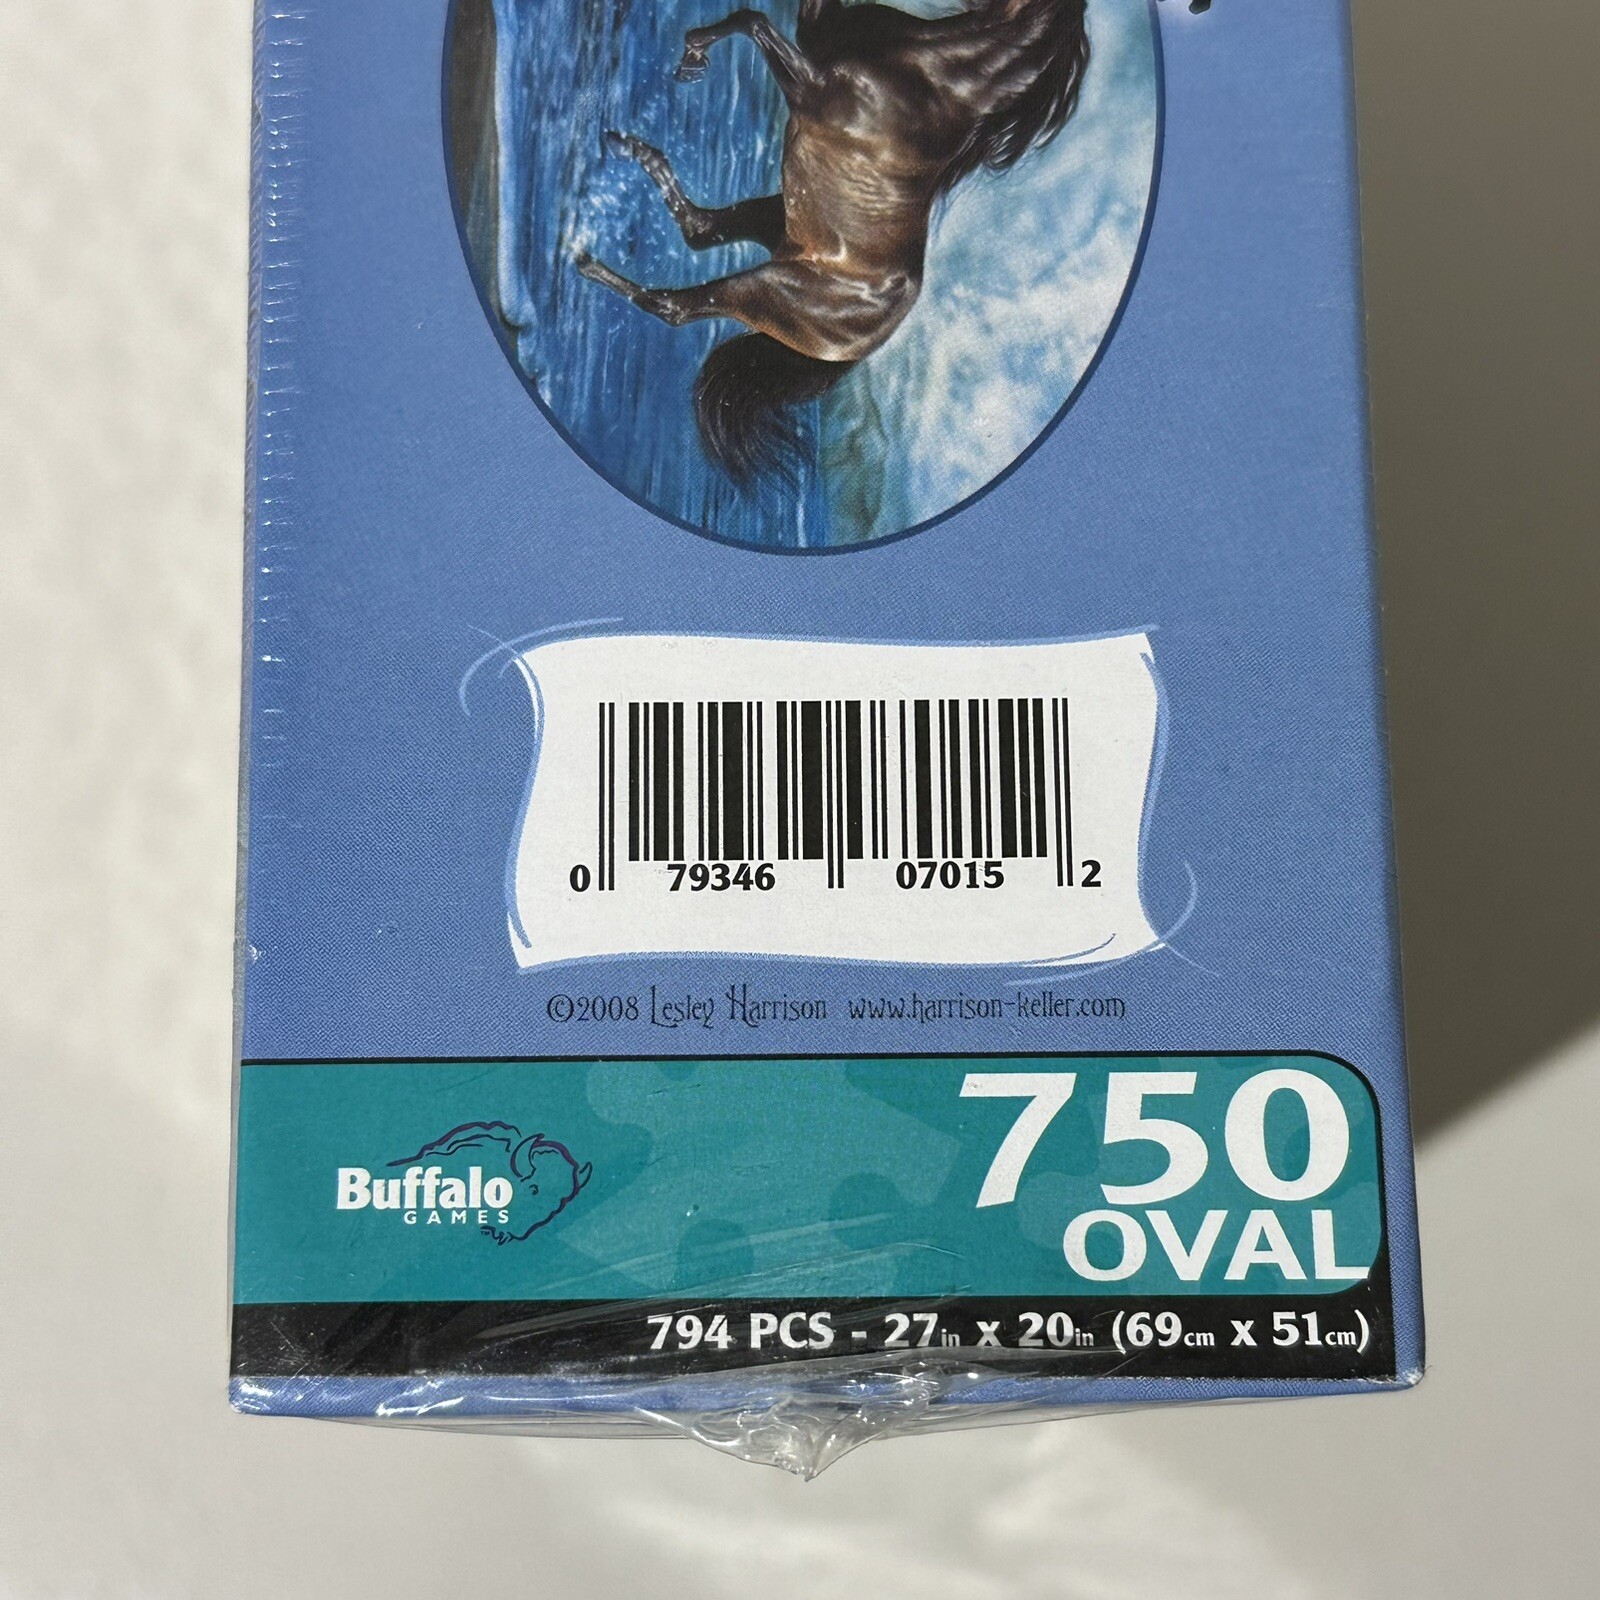 0 79346 07015 2
©2008 Lesley Harrison www.harrison-keller.com
Buffalo
GAMES
™
750
OVAL
794 PCS - 27in x 20in (69cm x 51cm)